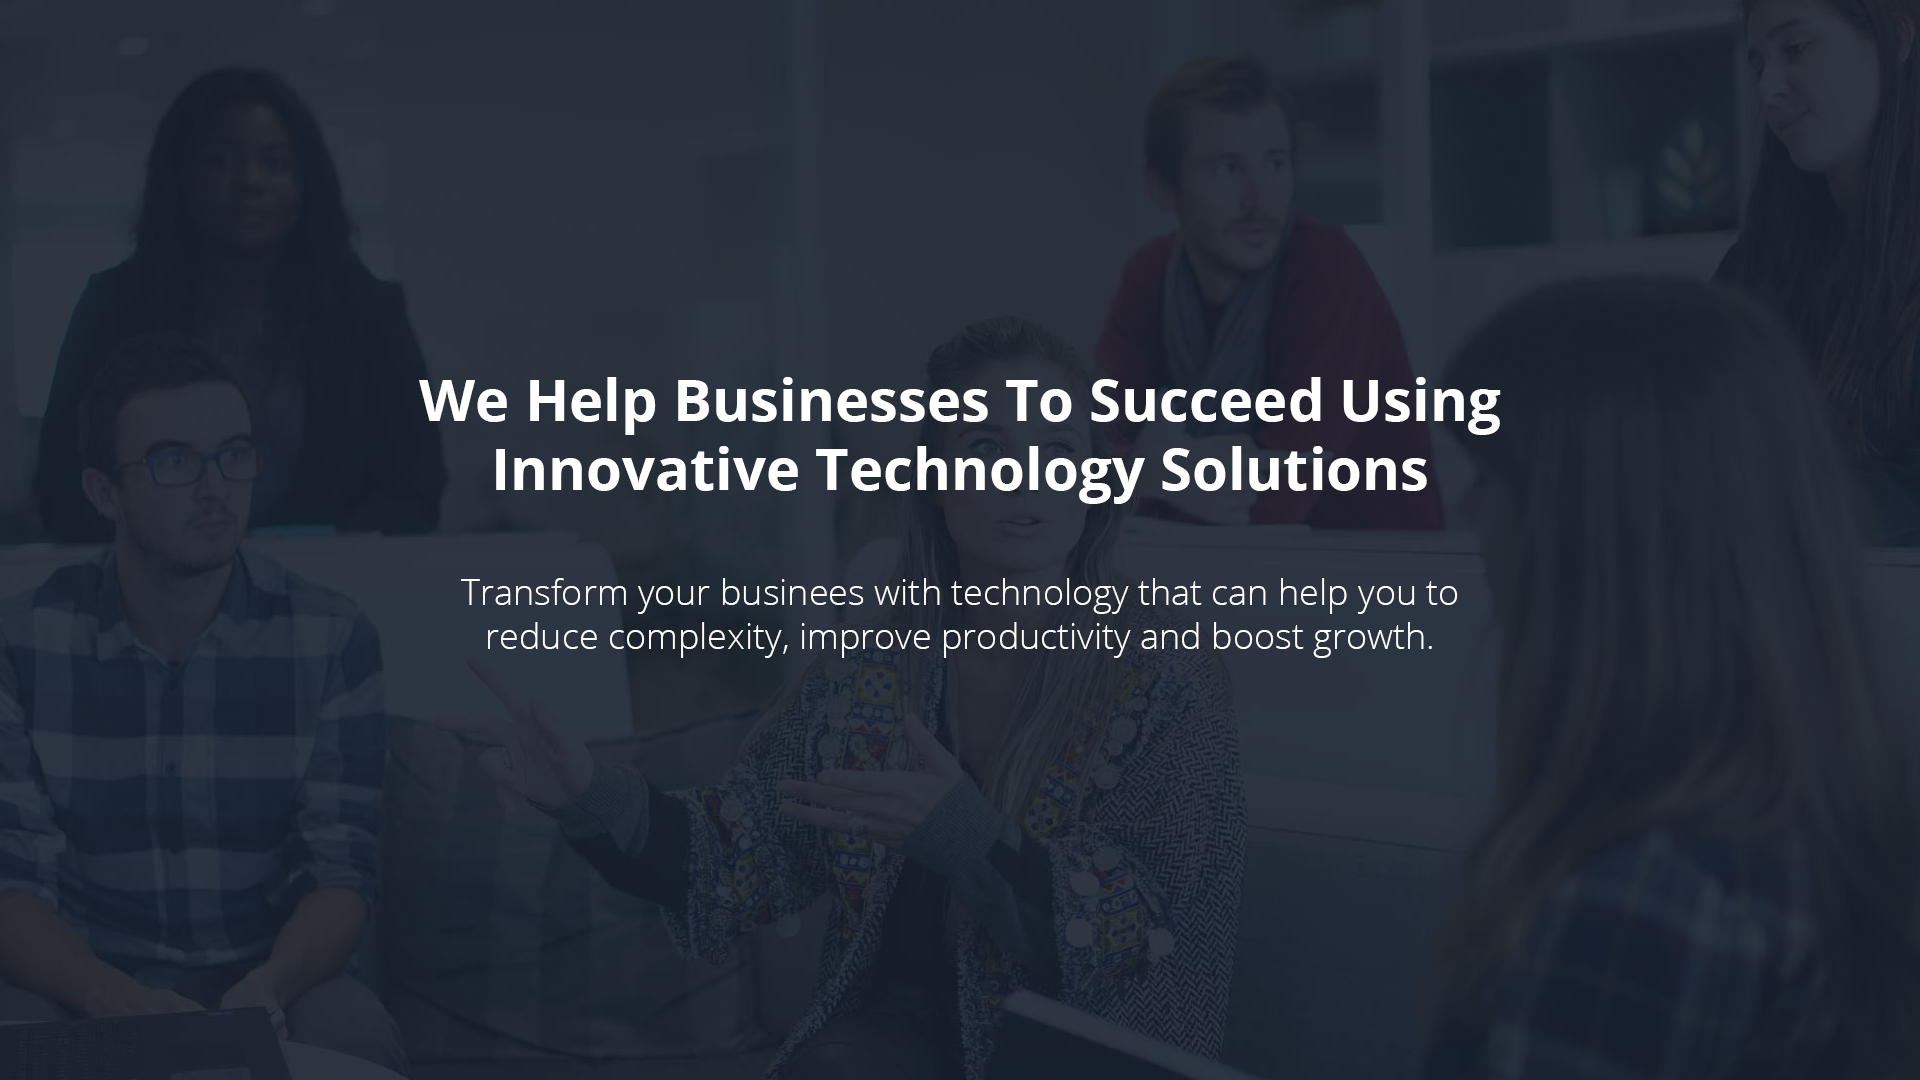 We Help Businesses To Succeed Using
Innovative Technology Solutions
Transform your businees with technology that can help you to
reduce complexity, improve productivity and boost growth.